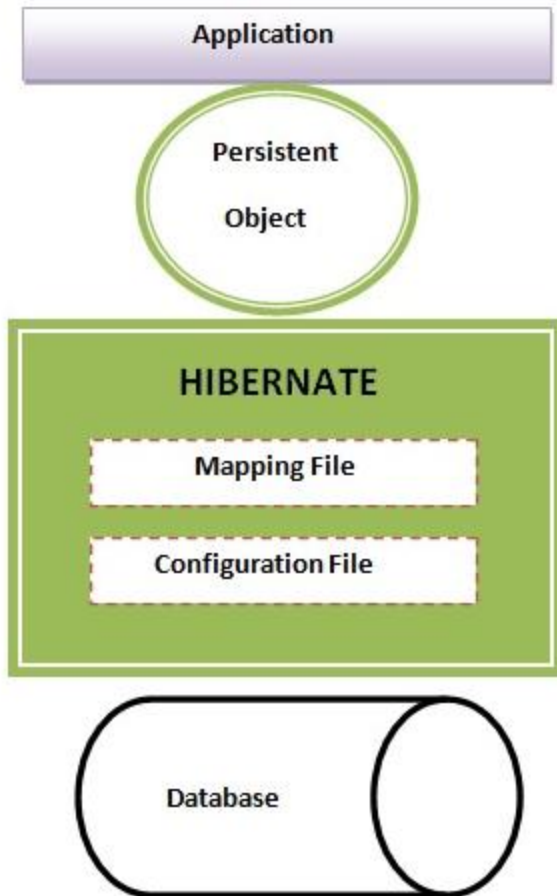 Application
Persistent
Object
HIBERNATE
Mapping File
Configuration File
Database